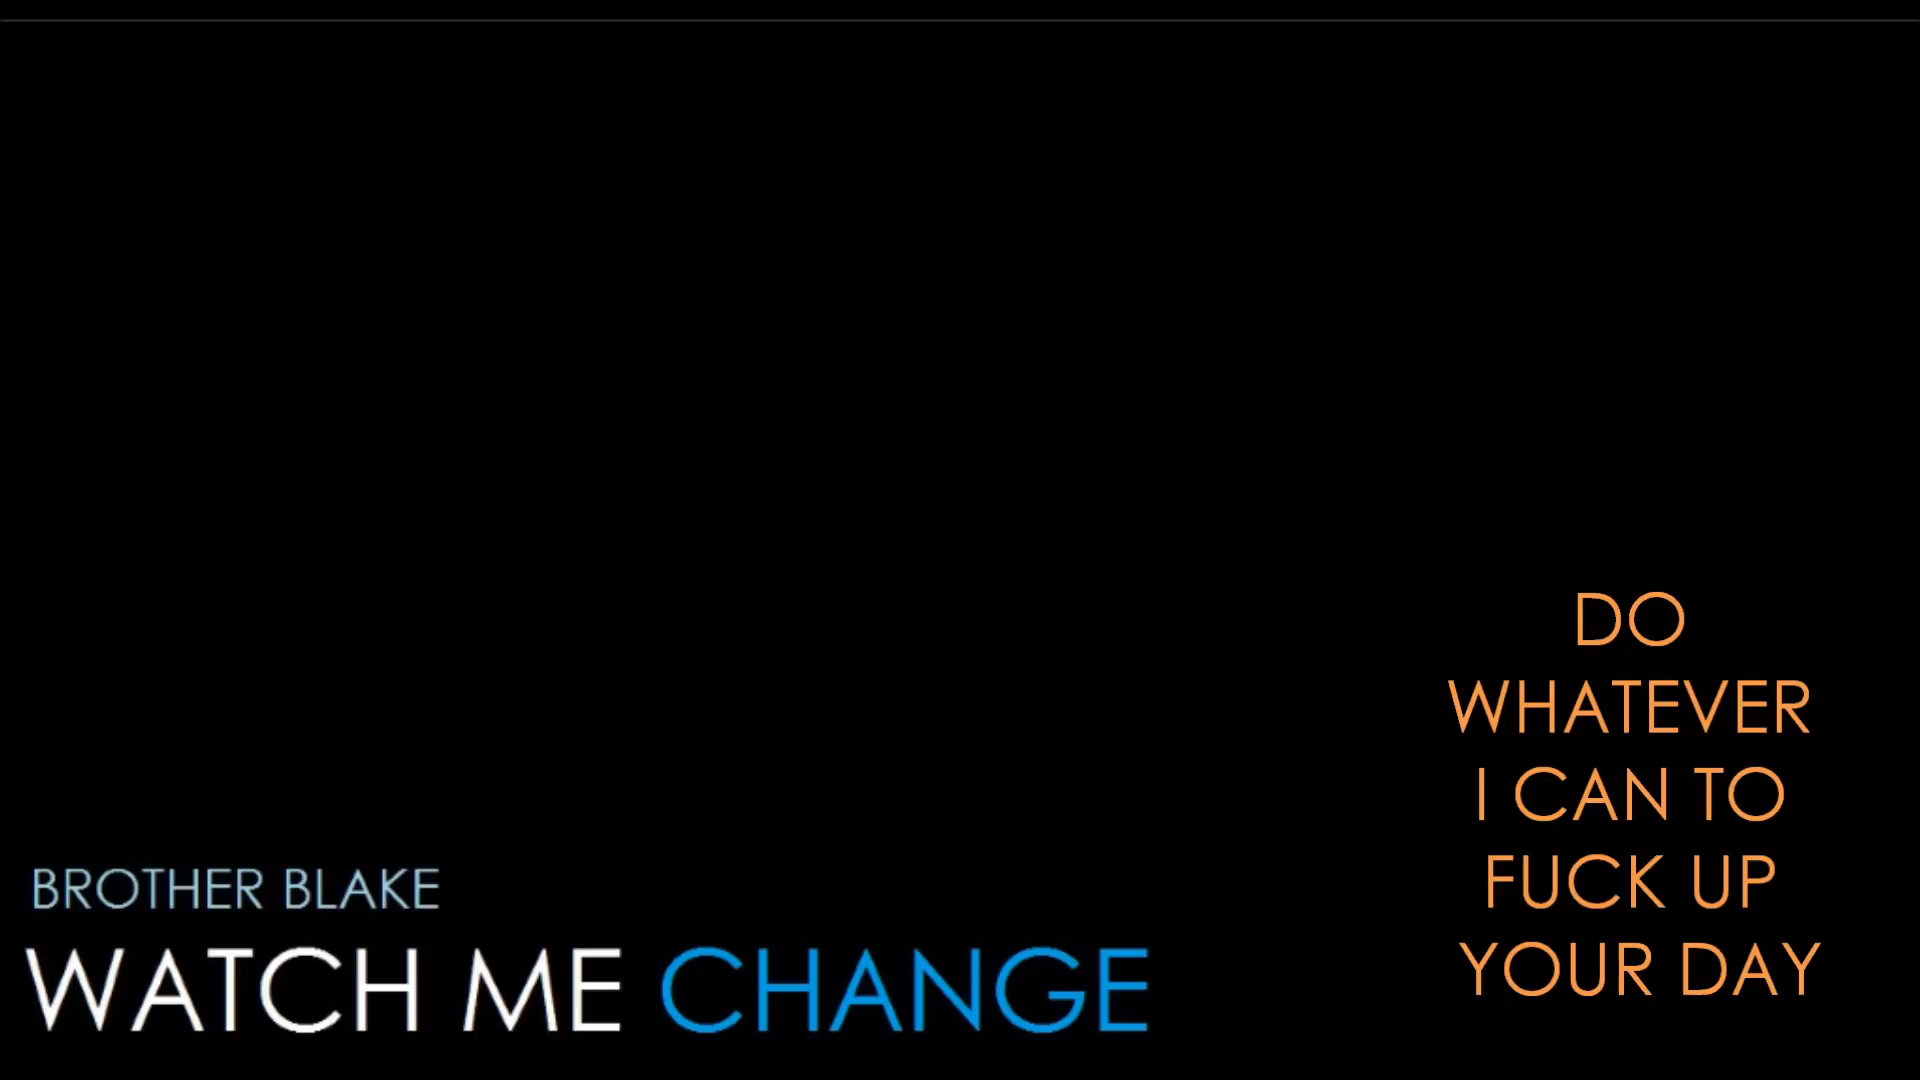 DO
WHATEVER
I CAN TO
FUCK UP
YOUR DAY
BROTHER BLAKE
WATCH ME CHANGE